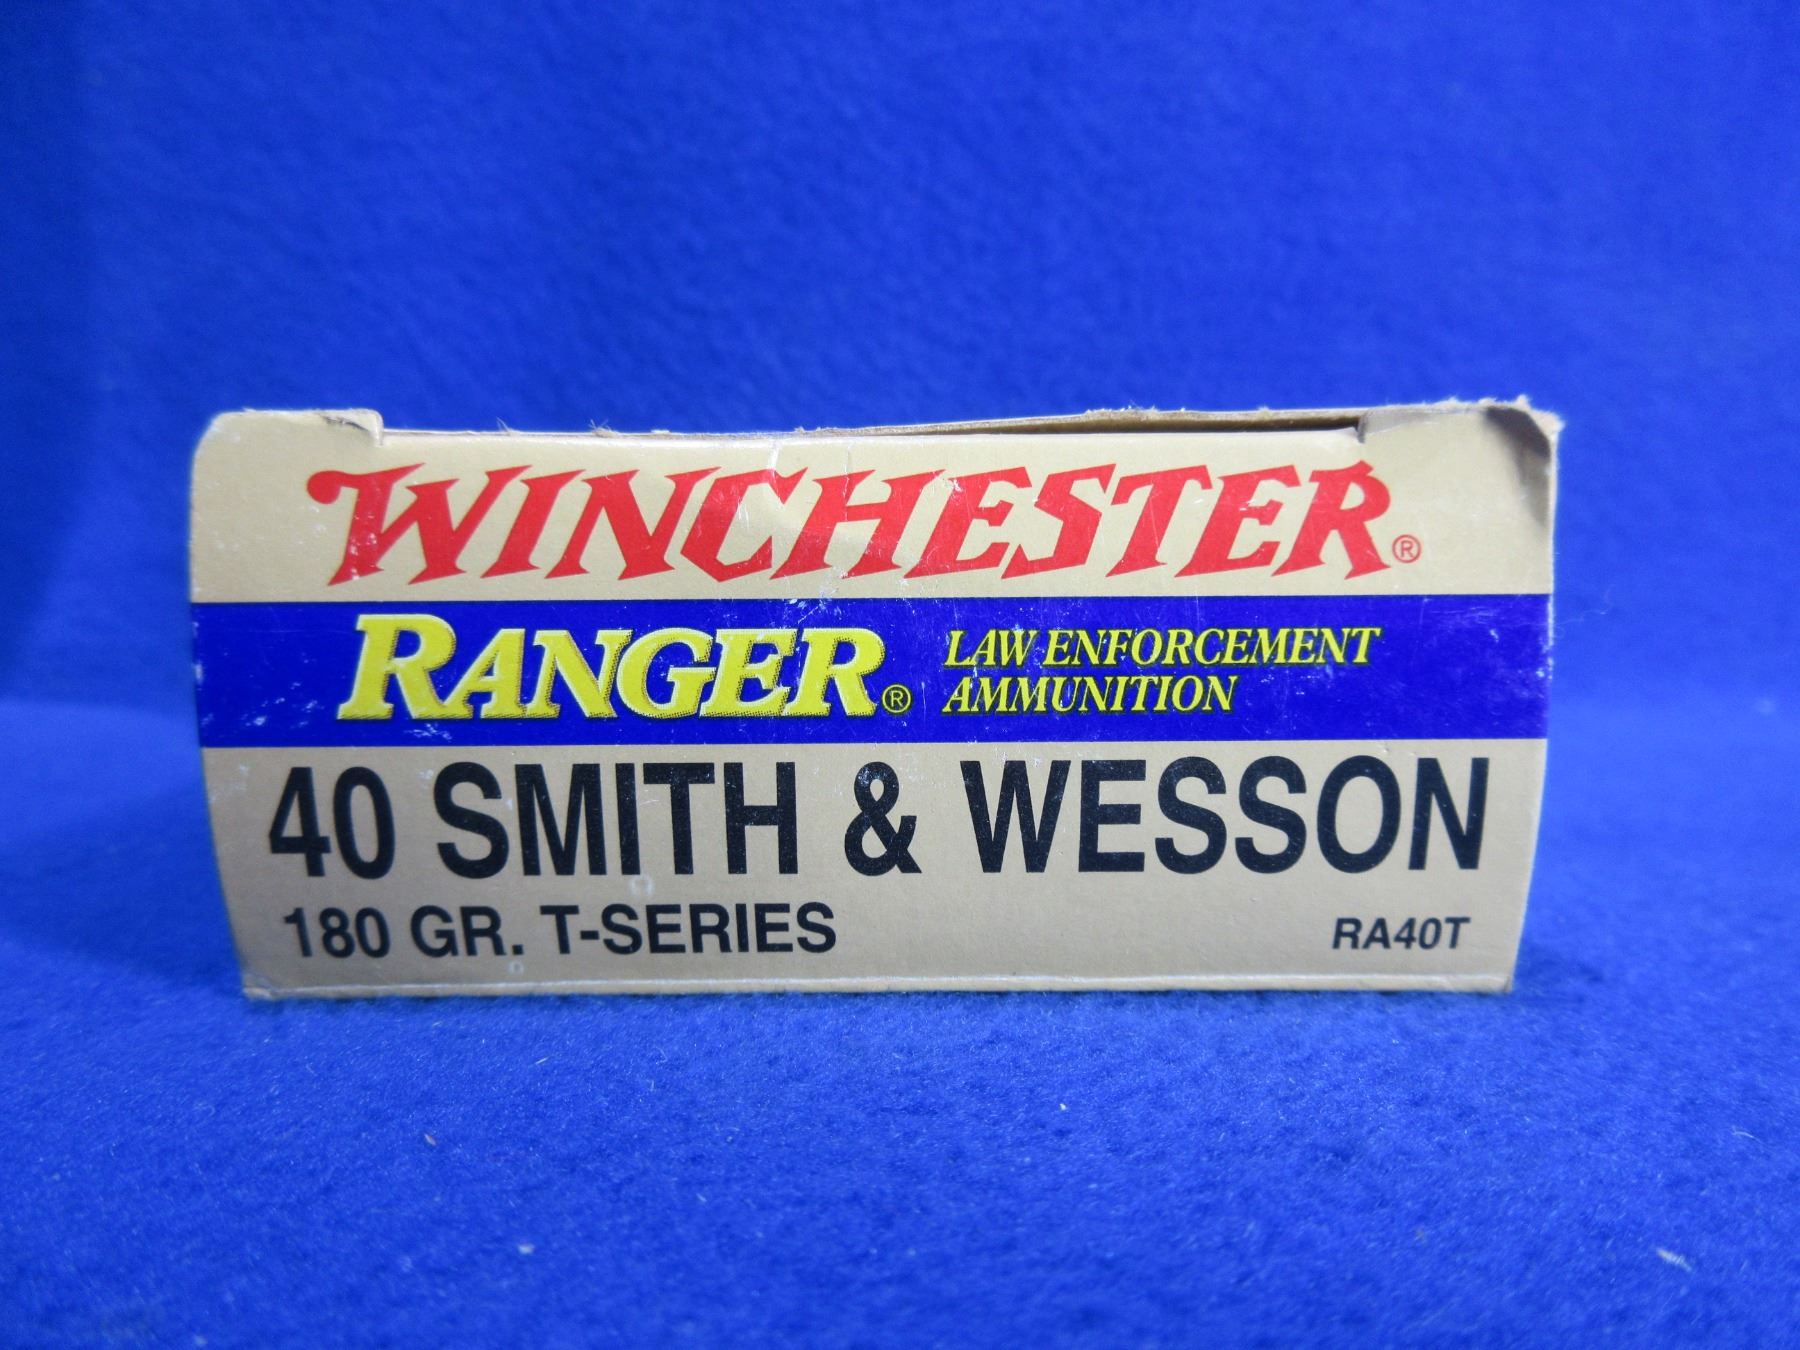 WINCHESTER®
RANGER® LAW ENFORCEMENT
AMMUNITION
40 SMITH & WESSON
180 GR. T-SERIES RA40T